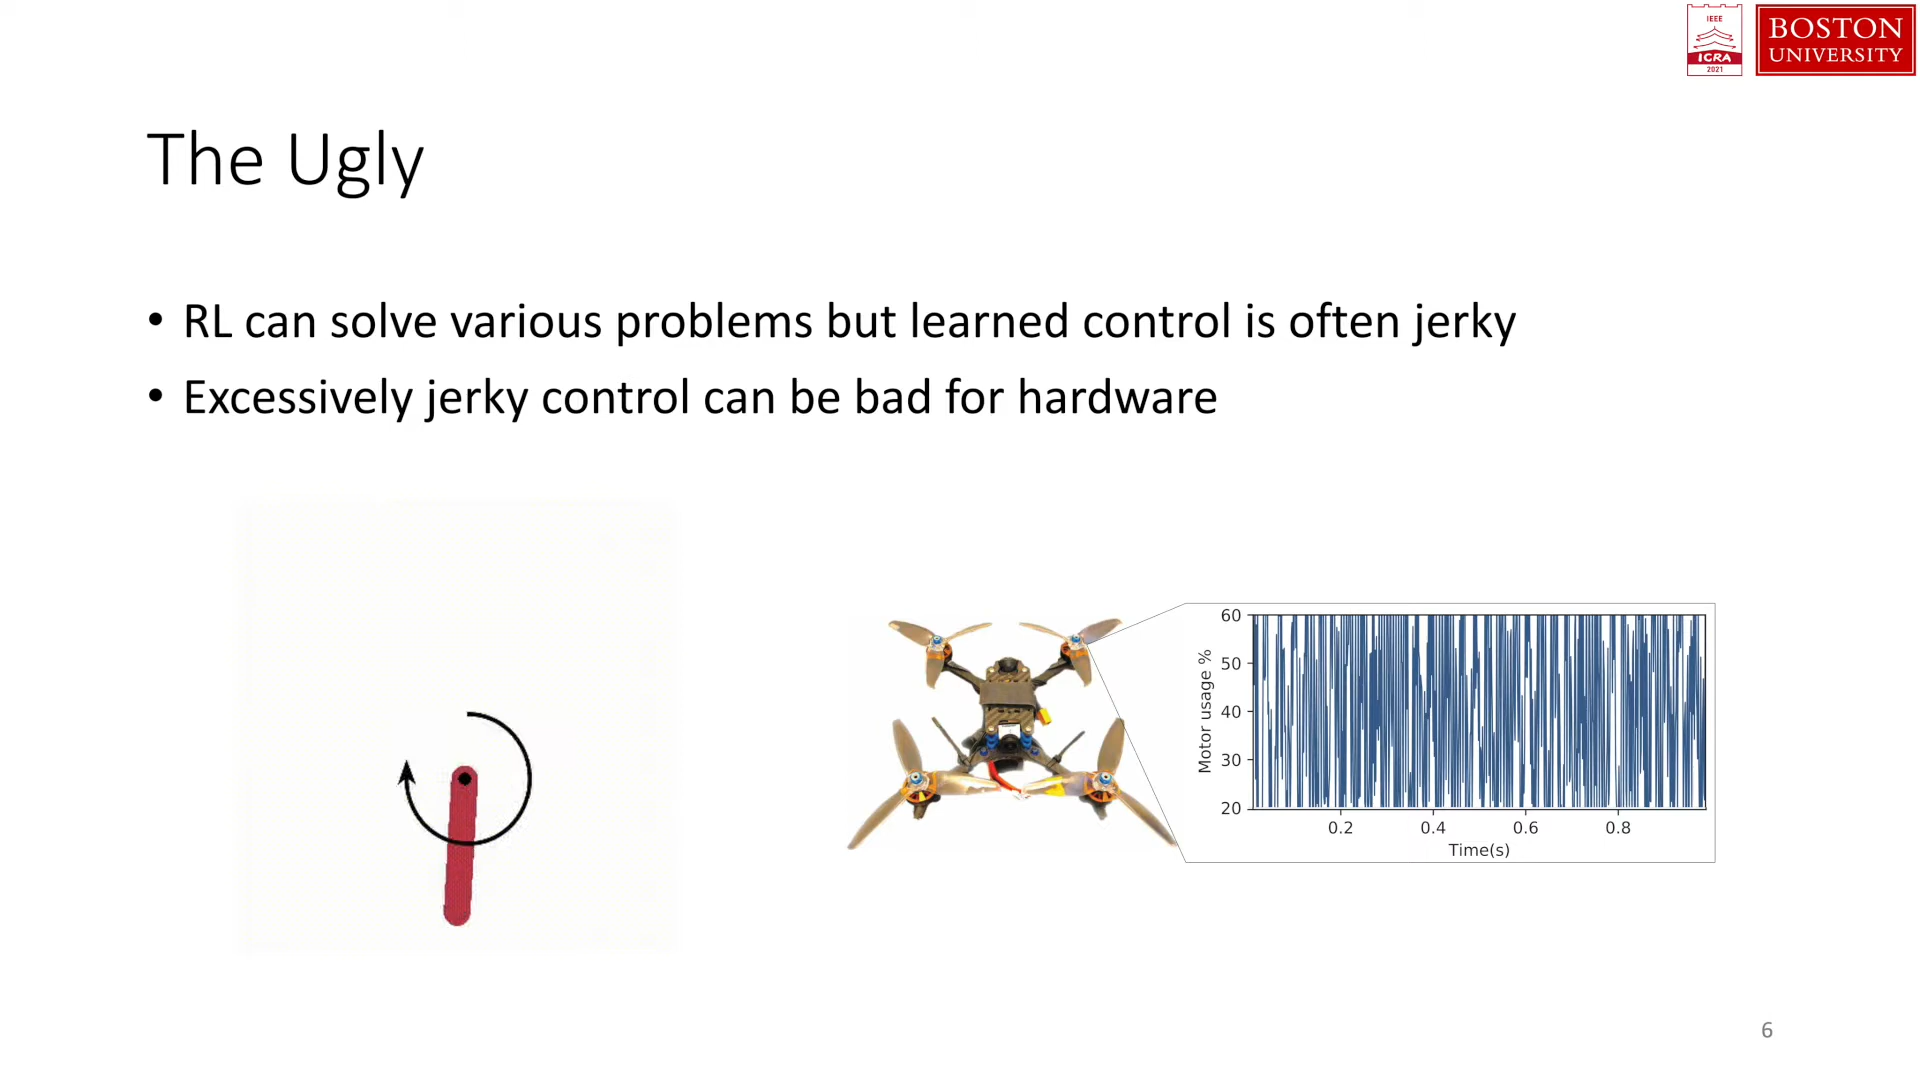 IEEE
ICRA
2021
BOSTON
UNIVERSITY
The Ugly
• RL can solve various problems but learned control is often jerky
• Excessively jerky control can be bad for hardware
60
50
40
30
20
Motor usage %
0.2 0.4 0.6 0.8
Time(s)
6